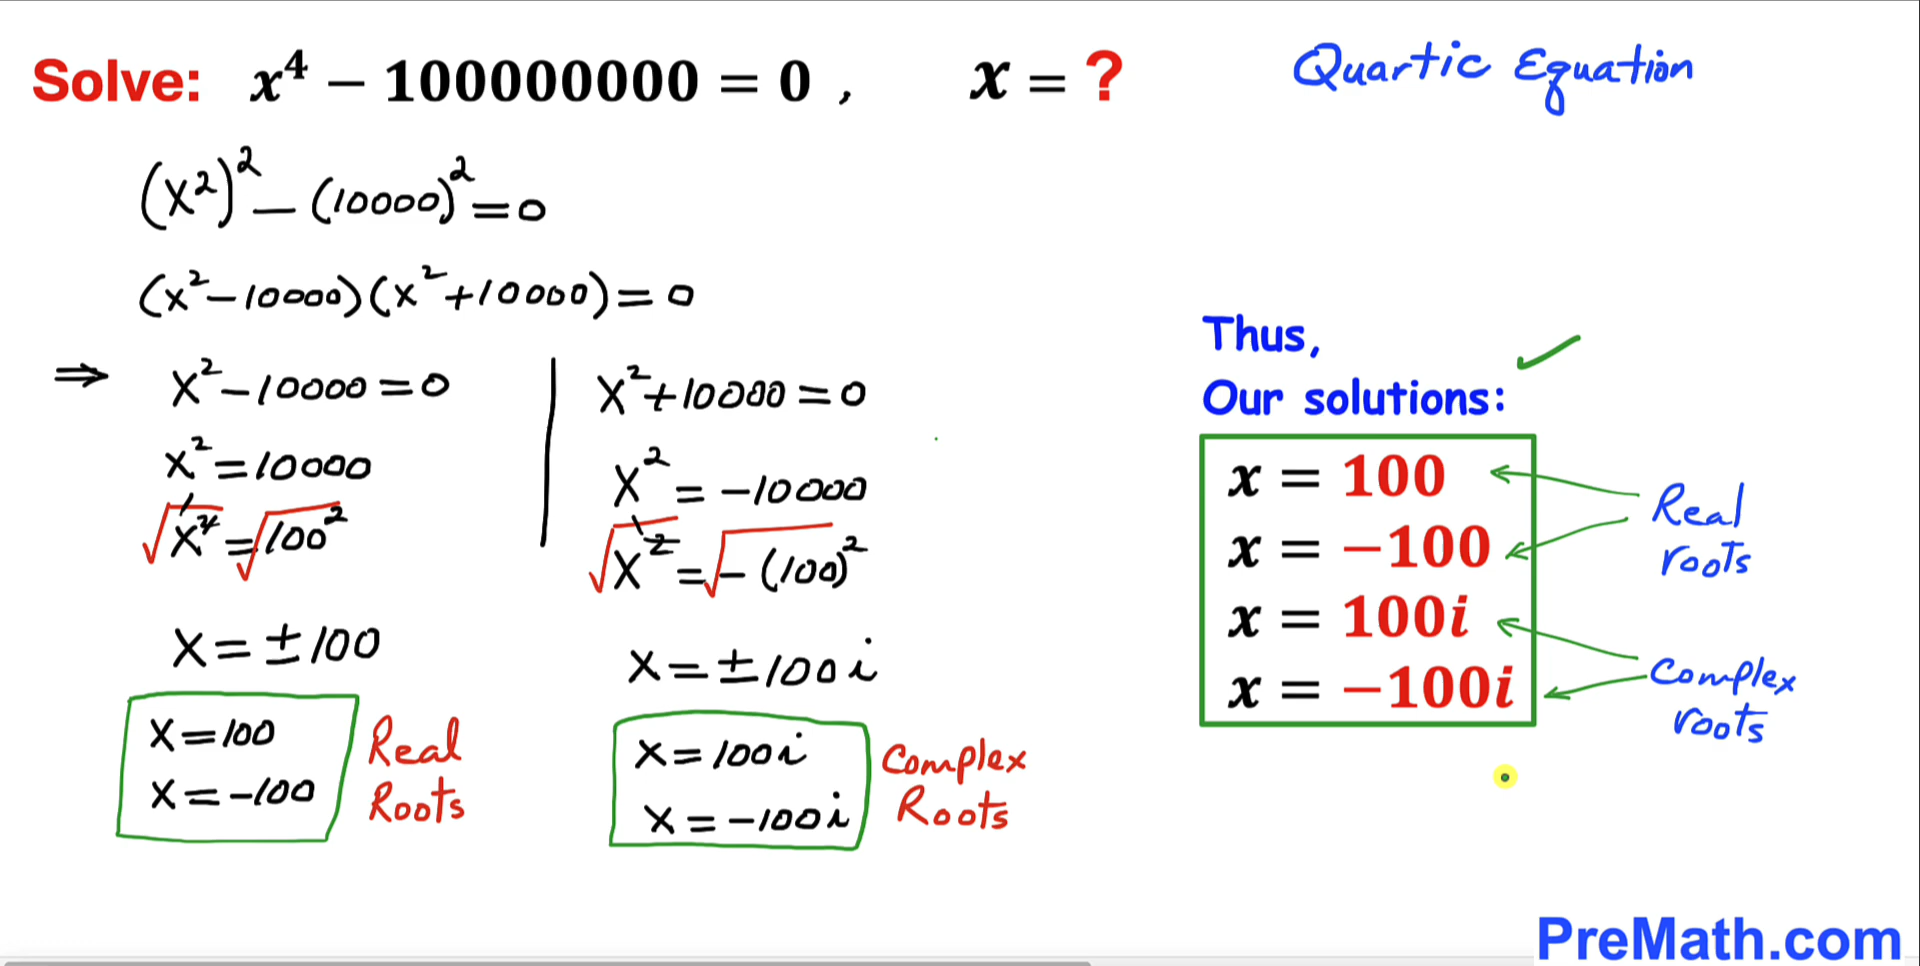 Solve: x⁴ − 100000000 = 0 , x = ?
Quartic Equation
(x²)² − (10000)² = 0
(x² − 10000)(x² + 10000) = 0
⇒ x² − 10000 = 0
x² = 10000
√x² = √100²
x = ± 100
x = 100
x = −100
Real
Roots
x² + 10000 = 0
x² = −10000
√x² = √−(100)²
x = ± 100i
x = 100i
x = −100i
Complex
Roots
Thus,
Our solutions:
x = 100
x = −100
x = 100i
x = −100i
Real
roots
Complex
roots
PreMath.com